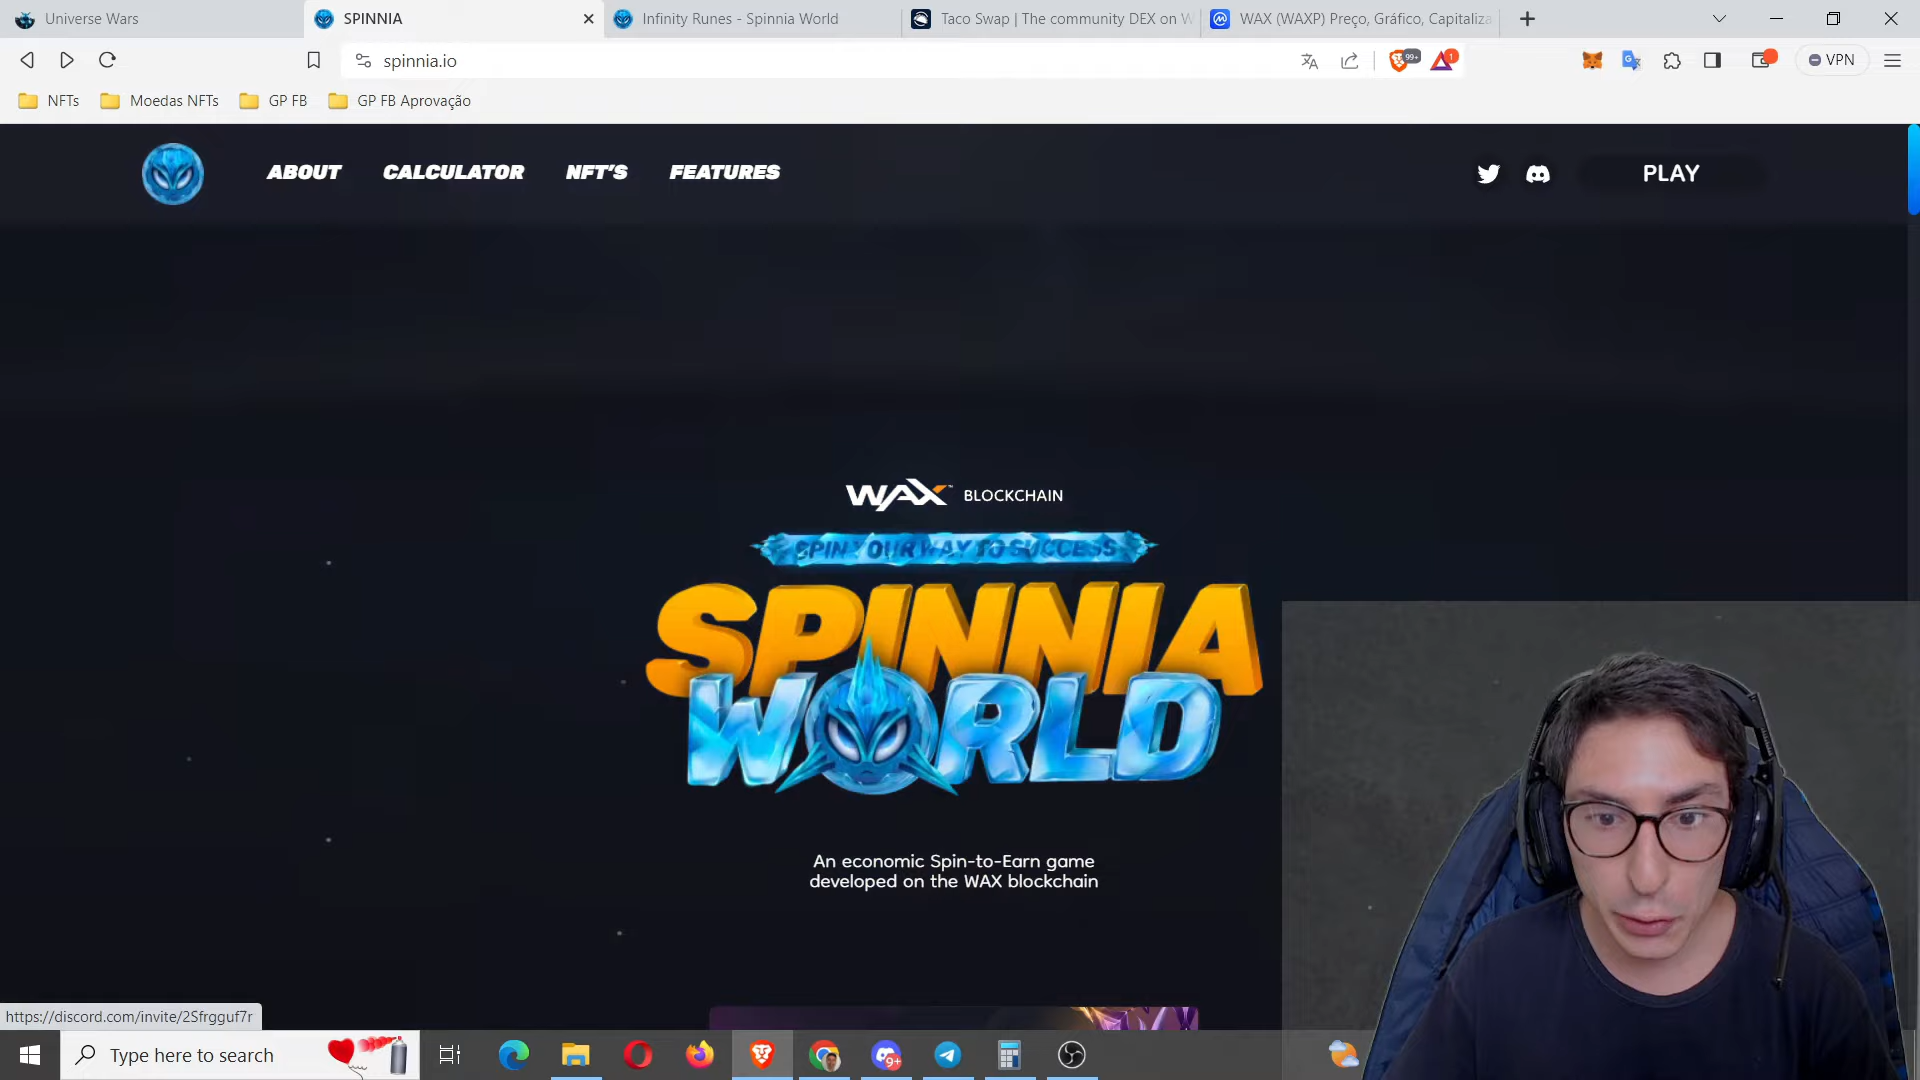 Universe Wars
SPINNIA
Infinity Runes - Spinnia World
Taco Swap | The community DEX on W
WAX (WAXP) Preço, Gráfico, Capitaliza
spinnia.io
99+
1
VPN
NFTs
Moedas NFTs
GP FB
GP FB Aprovação
ABOUT
CALCULATOR
NFT'S
FEATURES
PLAY
WAX BLOCKCHAIN
SPIN YOUR WAY TO SUCCESS
SPINNIA
WORLD
An economic Spin-to-Earn game
developed on the WAX blockchain
https://discord.com/invite/2Sfrgguf7r
Type here to search
9+